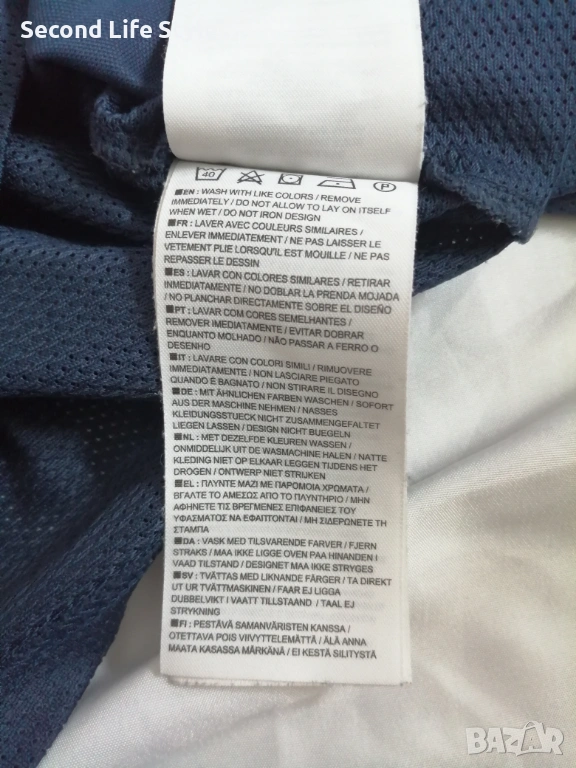 Second Life S
40 P
EN : WASH WITH LIKE COLORS / REMOVE
IMMEDIATELY / DO NOT ALLOW TO LAY ON ITSELF
WHEN WET / DO NOT IRON DESIGN
FR : LAVER AVEC COULEURS SIMILAIRES /
ENLEVER IMMEDIATEMENT / NE PAS LAISSER LE
VETEMENT PLIE LORSQU'IL EST MOUILLE / NE PAS
REPASSER LE DESSIN
ES : LAVAR CON COLORES SIMILARES / RETIRAR
INMEDIATAMENTE / NO DOBLAR LA PRENDA MOJADA
/ NO PLANCHAR DIRECTAMENTE SOBRE EL DISEÑO
PT : LAVAR COM CORES SEMELHANTES /
REMOVER IMEDIATAMENTE / EVITAR DOBRAR
ENQUANTO MOLHADO / NÃO PASSAR A FERRO O
DESENHO
IT : LAVARE CON COLORI SIMILI / RIMUOVERE
IMMEDIATAMENTE / NON LASCIARE PIEGATO
QUANDO È BAGNATO / NON STIRARE IL DISEGNO
DE : MIT ÄHNLICHEN FARBEN WASCHEN / SOFORT
AUS DER MASCHINE NEHMEN / NASSES
KLEIDUNGSSTUECK NICHT ZUSAMMENGEFALTET
LIEGEN LASSEN / DESIGN NICHT BUEGELN
NL : MET DEZELFDE KLEUREN WASSEN /
ONMIDDELIJK UIT DE WASMACHINE HALEN / NATTE
KLEDING NIET OP ELKAAR LEGGEN TIJDENS HET
DROGEN / ONTWERP NIET STRIJKEN
EL : ΠΛΥΝΤΕ ΜΑΖΙ ΜΕ ΠΑΡΟΜΟΙΑ ΧΡΩΜΑΤΑ /
ΒΓΑΛΤΕ ΤΟ ΑΜΕΣΩΣ ΑΠΟ ΤΟ ΠΛΥΝΤΗΡΙΟ / ΜΗΝ
ΑΦΗΝΕΤΕ ΤΙΣ ΒΡΕΓΜΕΝΕΣ ΕΠΙΦΑΝΕΙΕΣ ΤΟΥ
ΥΦΑΣΜΑΤΟΣ ΝΑ ΕΦΑΠΤΟΝΤΑΙ / ΜΗ ΣΙΔΕΡΩΝΕΤΕ ΤΗ
ΣΤΑΜΠΑ
DA : VASK MED TILSVARENDE FARVER / FJERN
STRAKS / MAA IKKE LIGGE OVEN PAA HINANDEN I
VAAD TILSTAND / DESIGNET MAA IKKE STRYGES
SV : TVÄTTAS MED LIKNANDE FÄRGER / TA DIREKT
UT UR TVÄTTMASKINEN / FAAR EJ LIGGA
DUBBELVIKT I VAATT TILLSTAAND / TAAL EJ
STRYKNING
FI : PESTÄVÄ SAMANVÄRISTEN KANSSA /
OTETTAVA POIS VIIVYTTELEMÄTTÄ / ÄLÄ ANNA
MAATA KASASSA MÄRKÄNÄ / EI KESTÄ SILITYSTÄ
BAZAR